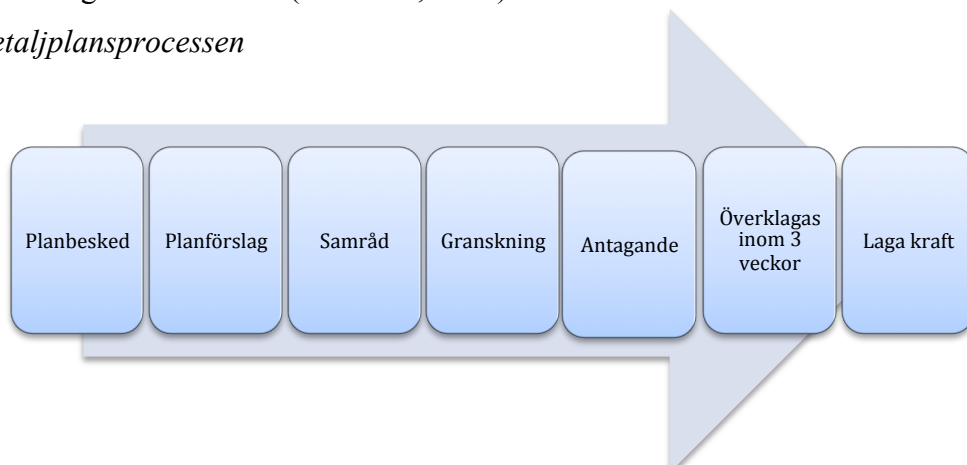 etaljplansprocessen
Planbesked
Planförslag
Samråd
Granskning
Antagande
Överklagas
inom 3
veckor
Laga kraft